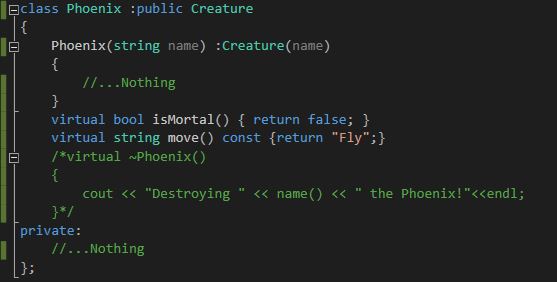 class Phoenix :public Creature
{
    Phoenix(string name) :Creature(name)
    {
        //...Nothing
    }
    virtual bool isMortal() { return false; }
    virtual string move() const {return "Fly";}
    /*virtual ~Phoenix()
    {
        cout << "Destroying " << name() << " the Phoenix!"<<endl;
    }*/
private:
    //...Nothing
};